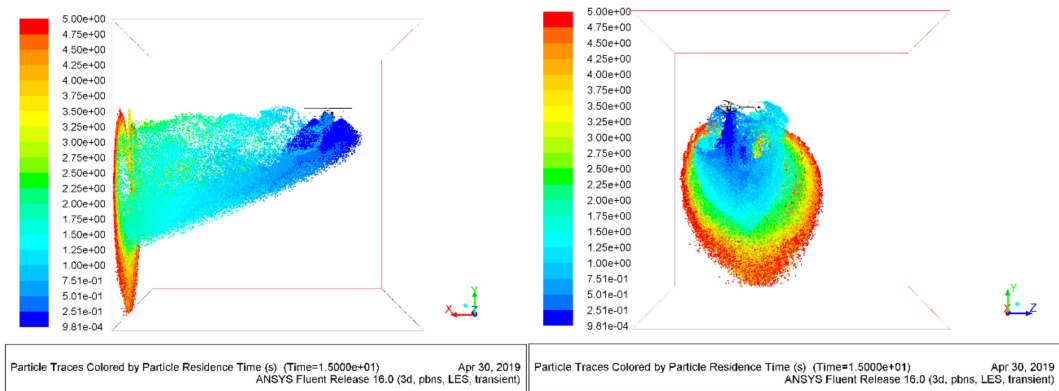 5.00e+00
4.75e+00
4.50e+00
4.25e+00
4.00e+00
3.75e+00
3.50e+00
3.25e+00
3.00e+00
2.75e+00
2.50e+00
2.25e+00
2.00e+00
1.75e+00
1.50e+00
1.25e+00
1.00e+00
7.51e-01
5.01e-01
2.51e-01
9.81e-04
Y
X
Z
Particle Traces Colored by Particle Residence Time (s) (Time=1.5000e+01) Apr 30, 2019
ANSYS Fluent Release 16.0 (3d, pbns, LES, transient)
5.00e+00
4.75e+00
4.50e+00
4.25e+00
4.00e+00
3.75e+00
3.50e+00
3.25e+00
3.00e+00
2.75e+00
2.50e+00
2.25e+00
2.00e+00
1.75e+00
1.50e+00
1.25e+00
1.00e+00
7.51e-01
5.01e-01
2.51e-01
9.81e-04
Y
X
Z
Particle Traces Colored by Particle Residence Time (s) (Time=1.5000e+01) Apr 30, 2019
ANSYS Fluent Release 16.0 (3d, pbns, LES, transient)